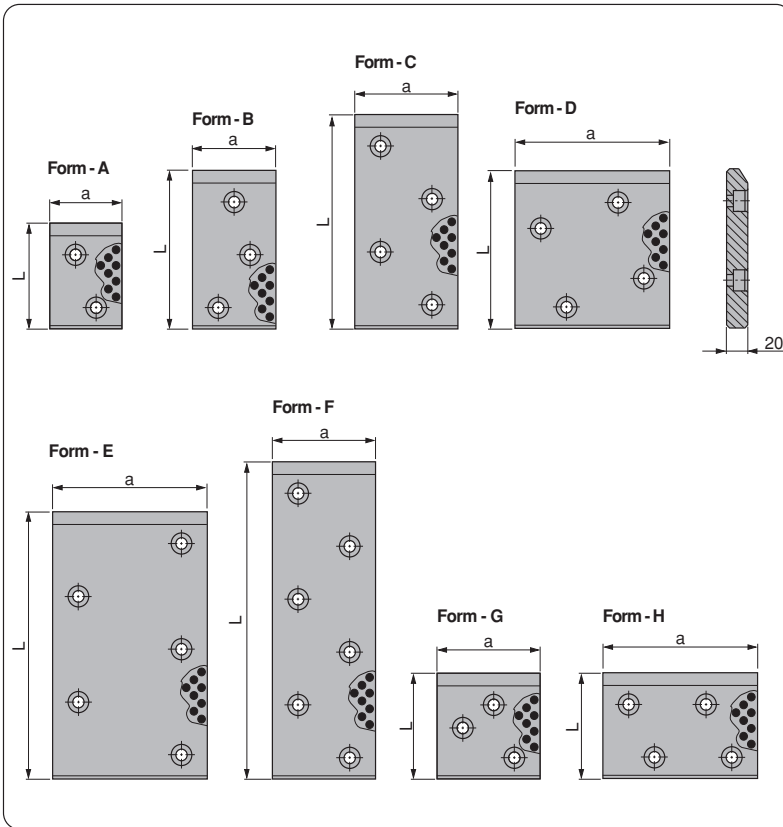 Form - A
a
L
Form - B
a
L
Form - C
a
L
Form - D
a
L
20
Form - E
a
L
Form - F
a
L
Form - G
a
L
Form - H
a
L